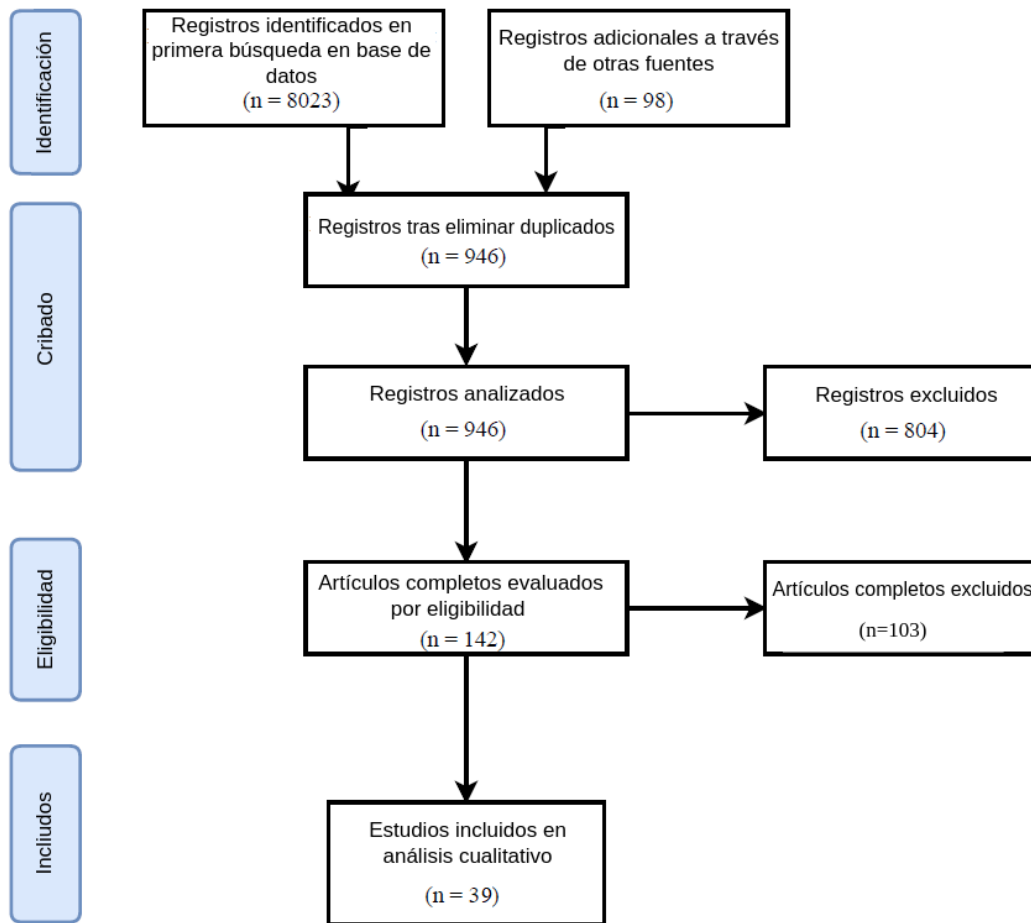 Identificación
Registros identificados en
primera búsqueda en base de
datos
(n = 8023)
Registros adicionales a través
de otras fuentes
(n = 98)
Cribado
Registros tras eliminar duplicados
(n = 946)
Registros analizados
(n = 946)
Registros excluidos
(n = 804)
Eligibilidad
Artículos completos evaluados
por eligibilidad
(n = 142)
Artículos completos excluidos
(n=103)
Incliudos
Estudios incluidos en
análisis cualitativo
(n = 39)